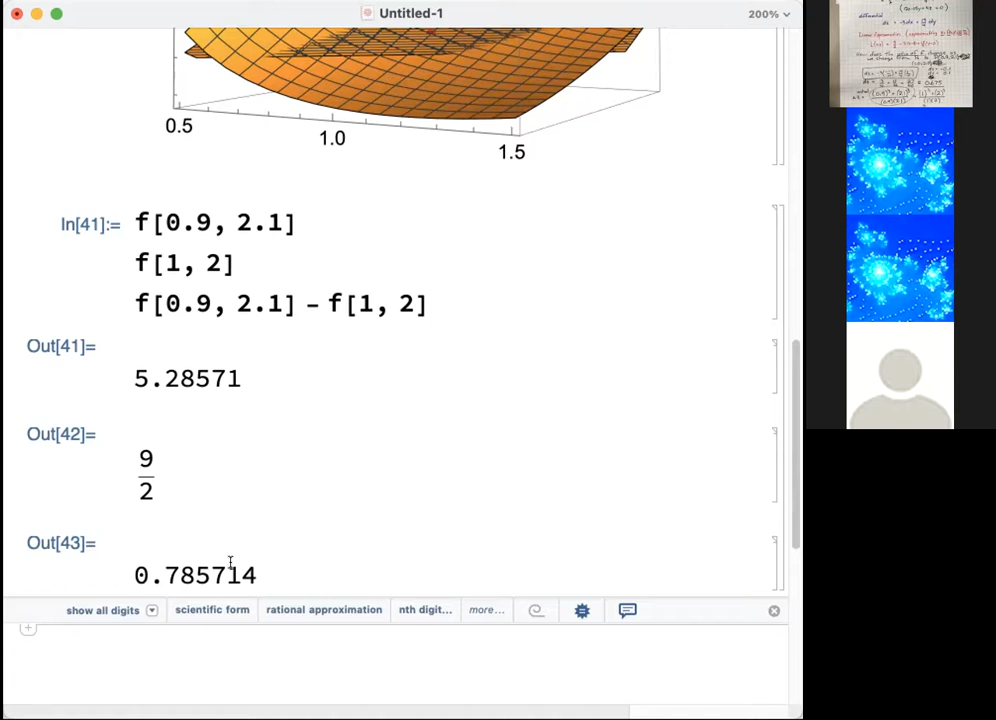 Untitled-1
200%
0.5
1.0
1.5
In[41]:= f[0.9, 2.1]
f[1, 2]
f[0.9, 2.1] - f[1, 2]
Out[41]=
5.28571
Out[42]=
9
2
Out[43]=
0.785714
show all digits
scientific form
rational approximation
nth digit...
more...
differential